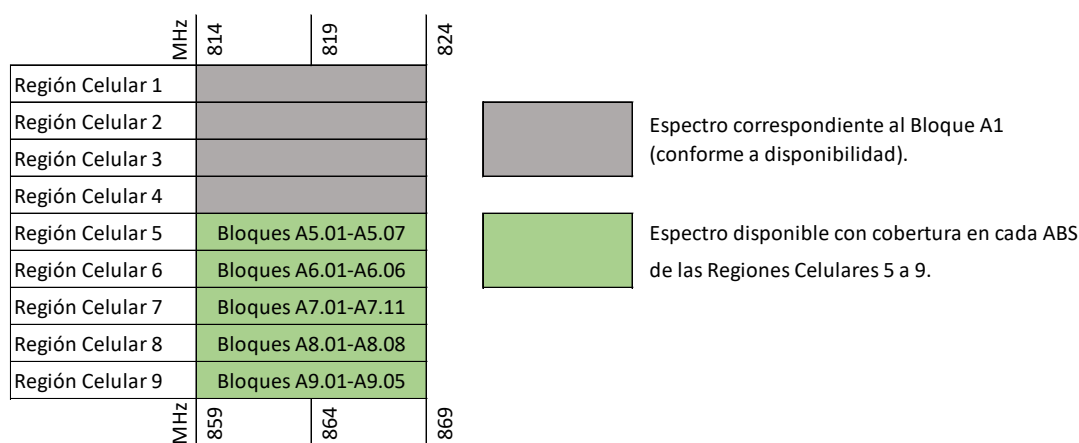 MHz 814 819 824
Región Celular 1
Región Celular 2
Región Celular 3
Región Celular 4
Región Celular 5 Bloques A5.01-A5.07
Región Celular 6 Bloques A6.01-A6.06
Región Celular 7 Bloques A7.01-A7.11
Región Celular 8 Bloques A8.01-A8.08
Región Celular 9 Bloques A9.01-A9.05
MHz 859 864 869
Espectro correspondiente al Bloque A1
(conforme a disponibilidad).
Espectro disponible con cobertura en cada ABS
de las Regiones Celulares 5 a 9.